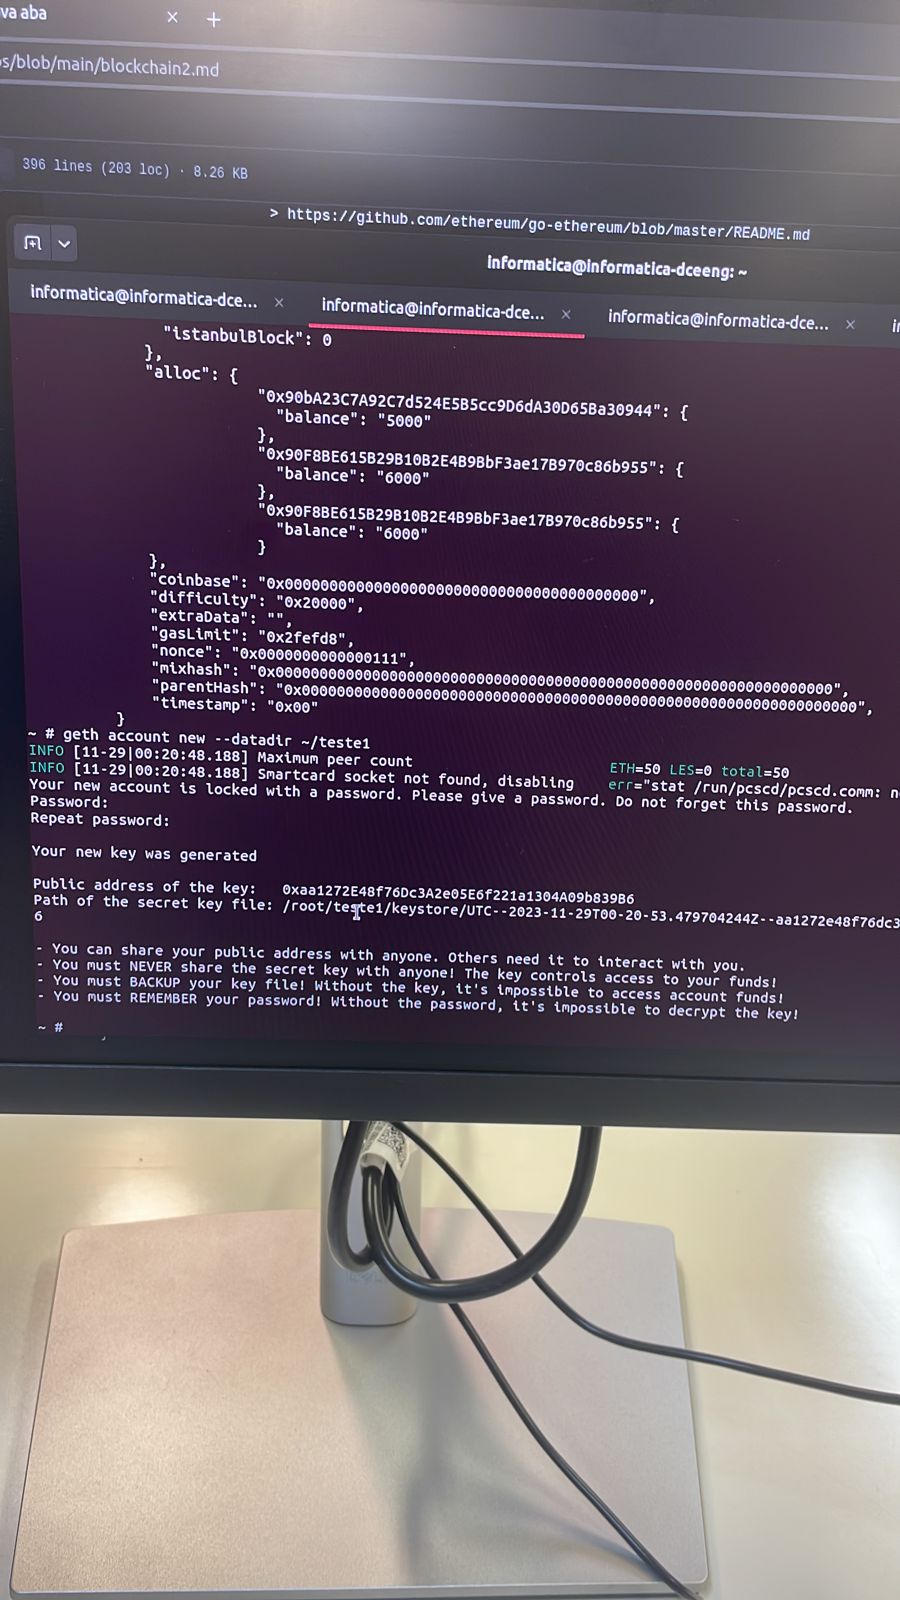 va aba
s/blob/main/blockchain2.md
396 lines (203 loc) · 8.26 KB
> https://github.com/ethereum/go-ethereum/blob/master/README.md
informatica@informatica-dceeng: ~
informatica@informatica-dce... × informatica@informatica-dce... × informatica@informatica-dce... ×
"istanbulBlock": 0
},
"alloc": {
"0x90bA23C7A92C7d524E5B5cc9D6dA30D65Ba30944": {
"balance": "5000"
},
"0x90F8BE615B29B10B2E4B9BbF3ae17B970c86b955": {
"balance": "6000"
},
"0x90F8BE615B29B10B2E4B9BbF3ae17B970c86b955": {
"balance": "6000"
}
},
"coinbase": "0x0000000000000000000000000000000000000000",
"difficulty": "0x20000",
"extraData": "",
"gasLimit": "0x2fefd8",
"nonce": "0x0000000000000111",
"mixhash": "0x0000000000000000000000000000000000000000000000000000000000000000",
"parentHash": "0x0000000000000000000000000000000000000000000000000000000000000000",
"timestamp": "0x00"
}
~ # geth account new --datadir ~/teste1
INFO [11-29|00:20:48.188] Maximum peer count ETH=50 LES=0 total=50
INFO [11-29|00:20:48.188] Smartcard socket not found, disabling err="stat /run/pcscd/pcscd.comm: n
Your new account is locked with a password. Please give a password. Do not forget this password.
Password:
Repeat password:
Your new key was generated
Public address of the key: 0xaa1272E48f76Dc3A2e05E6f221a1304A09b839B6
Path of the secret key file: /root/teste1/keystore/UTC--2023-11-29T00-20-53.479704244Z--aa1272e48f76dc3
6
- You can share your public address with anyone. Others need it to interact with you.
- You must NEVER share the secret key with anyone! The key controls access to your funds!
- You must BACKUP your key file! Without the key, it's impossible to access account funds!
- You must REMEMBER your password! Without the password, it's impossible to decrypt the key!
~ #